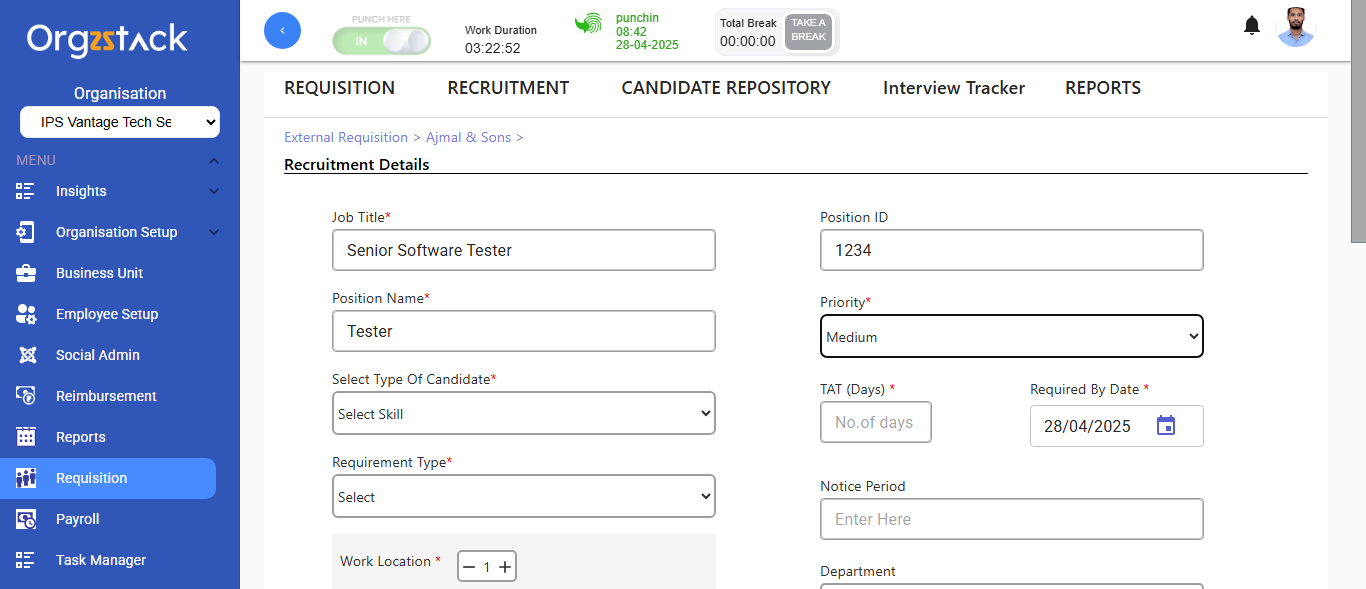 Orgzstack
Organisation
IPS Vantage Tech Se
MENU
Insights
Organisation Setup
Business Unit
Employee Setup
Social Admin
Reimbursement
Reports
Requisition
Payroll
Task Manager
PUNCH HERE
IN
Work Duration
03:22:52
punchin
08:42
28-04-2025
Total Break
00:00:00
TAKE A
BREAK
REQUISITION RECRUITMENT CANDIDATE REPOSITORY Interview Tracker REPORTS
External Requisition > Ajmal & Sons >
Recruitment Details
Job Title*
Senior Software Tester
Position Name*
Tester
Select Type Of Candidate*
Select Skill
Requirement Type*
Select
Work Location *
1
Position ID
1234
Priority*
Medium
TAT (Days) * Required By Date *
No.of days 28/04/2025
Notice Period
Enter Here
Department